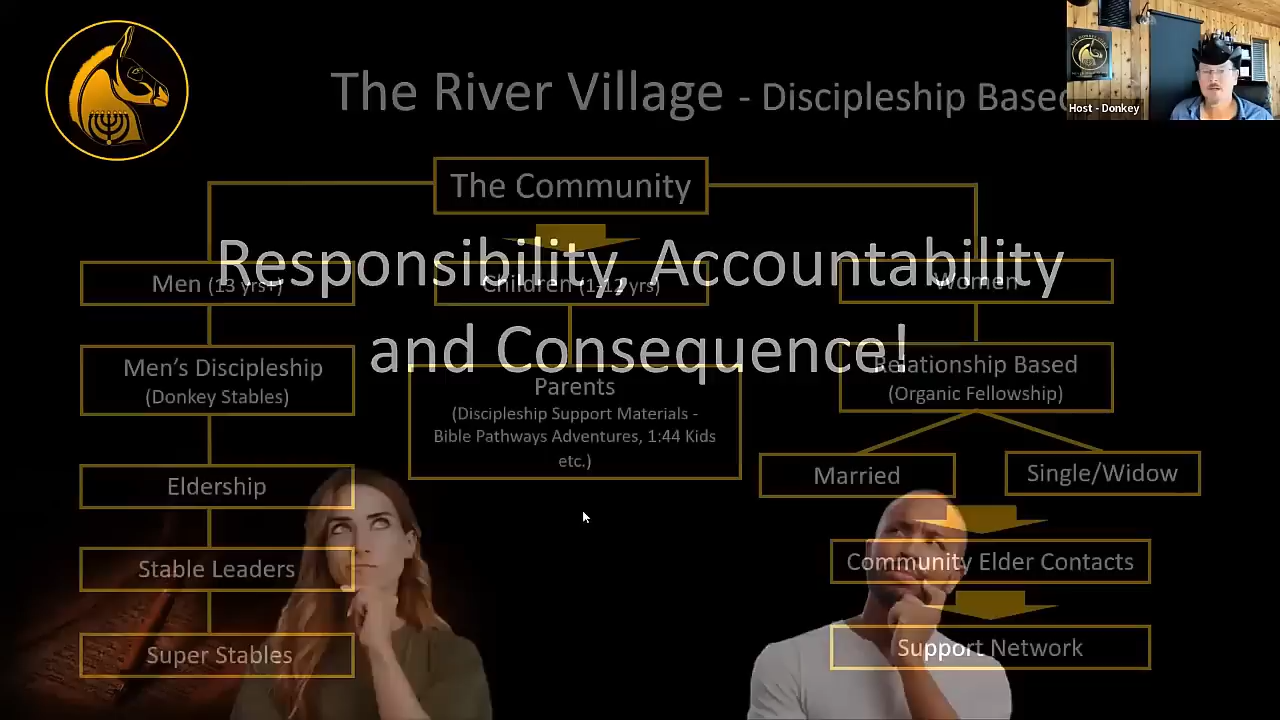 The River Village - Discipleship Based
Host - Donkey
The Community
Responsibility, Accountability
and Consequence!
Men (13 yrs+)
Children (1-12 yrs)
Women
Men's Discipleship
(Donkey Stables)
Parents
(Discipleship Support Materials -
Bible Pathways Adventures, 1:44 Kids
etc.)
Relationship Based
(Organic Fellowship)
Married
Single/Widow
Eldership
Community Elder Contacts
Stable Leaders
Support Network
Super Stables